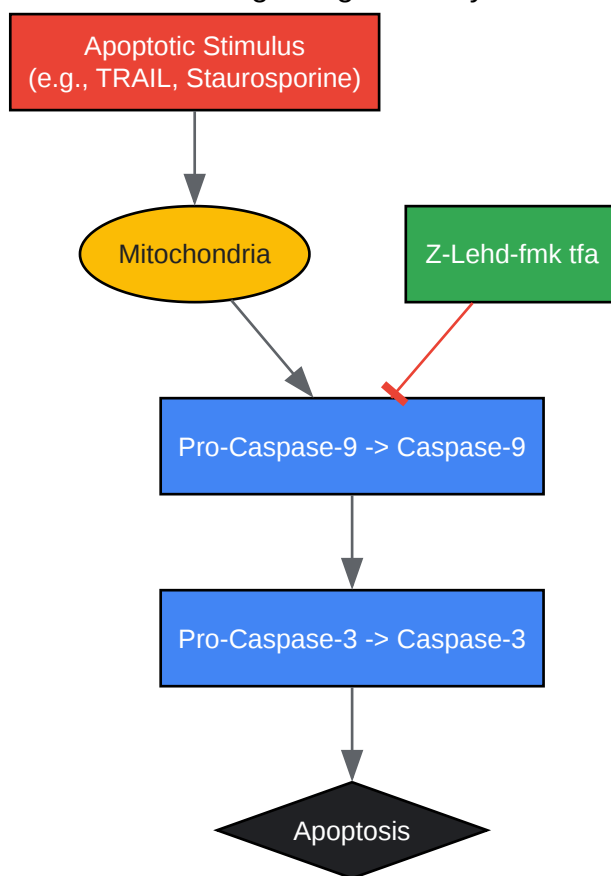 Apoptotic Stimulus
(e.g., TRAIL, Staurosporine)
Mitochondria
Z-Lehd-fmk tfa
Pro-Caspase-9 -> Caspase-9
Pro-Caspase-3 -> Caspase-3
Apoptosis